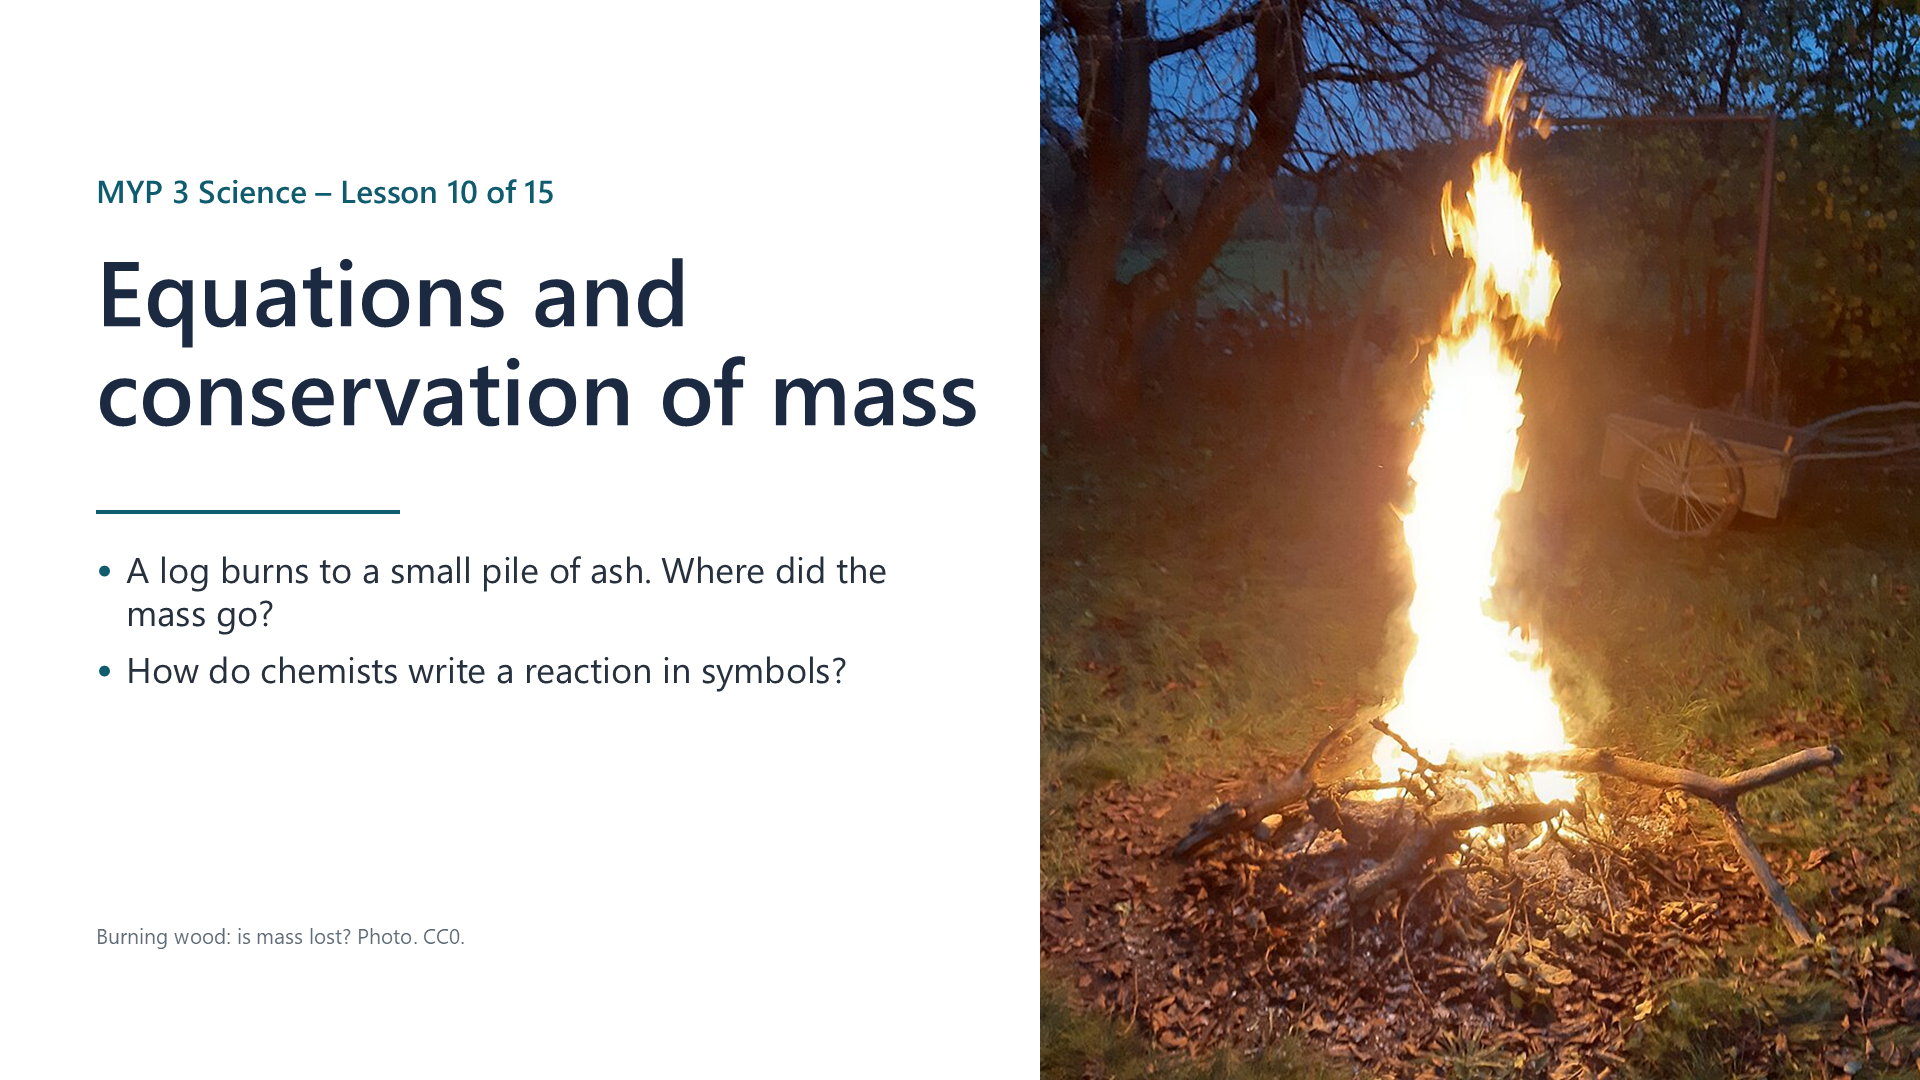 MYP 3 Science – Lesson 10 of 15
Equations and
conservation of mass
• A log burns to a small pile of ash. Where did the
mass go?
• How do chemists write a reaction in symbols?
Burning wood: is mass lost? Photo. CC0.